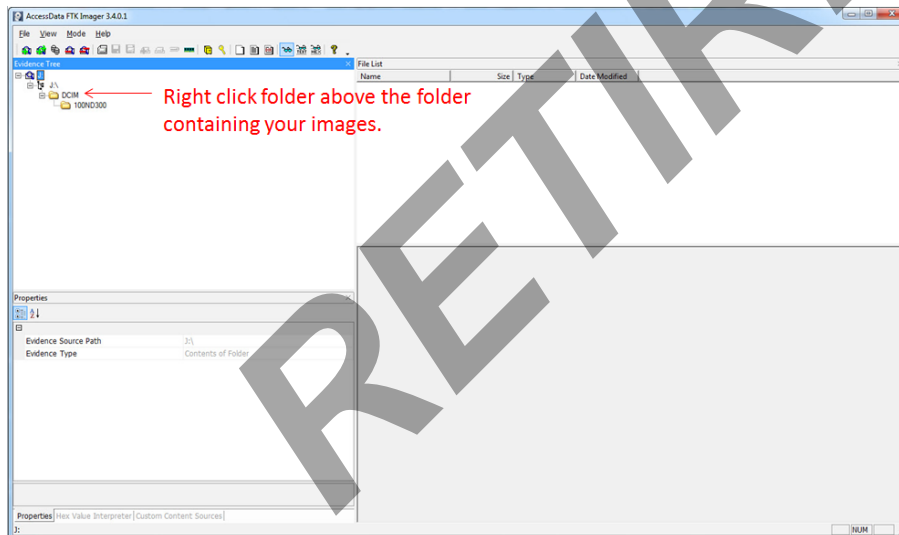 AccessData FTK Imager 3.4.0.1
File View Mode Help
Evidence Tree
J:\
DCIM
100ND300
Right click folder above the folder
containing your images.
File List
Name Size Type Date Modified
Properties
Evidence Source Path J:\
Evidence Type Contents of Folder
Properties Hex Value Interpreter Custom Content Sources
J: NUM
RETIR